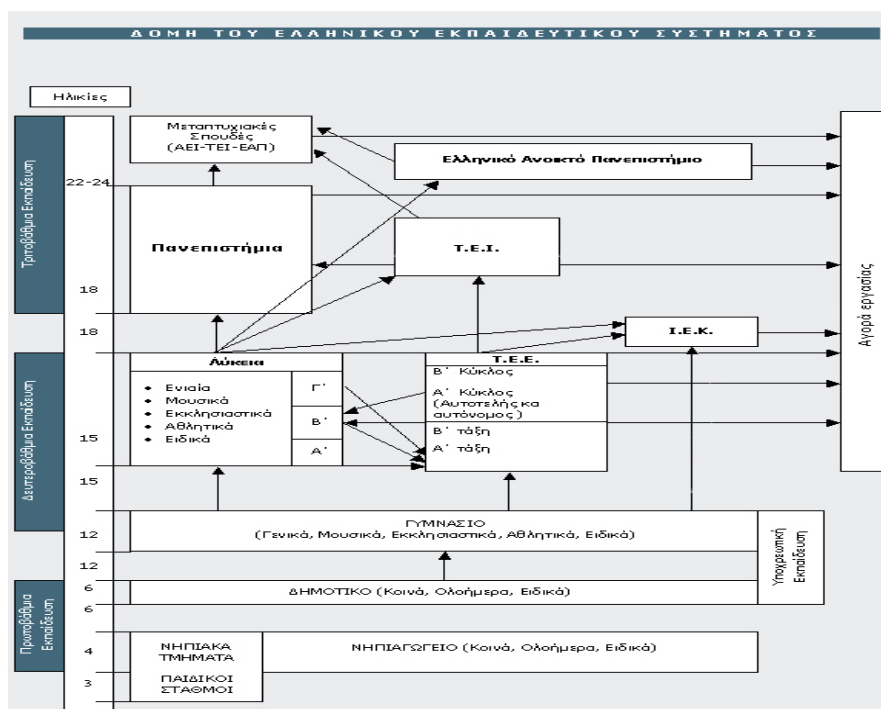 ΔΟΜΗ ΤΟΥ ΕΛΛΗΝΙΚΟΥ ΕΚΠΑΙΔΕΥΤΙΚΟΥ ΣΥΣΤΗΜΑΤΟΣ
Ηλικίες
Τριτοβάθμια Εκπαίδευση
Μεταπτυχιακές
Σπουδές
(ΑΕΙ-ΤΕΙ-ΕΑΠ)
Ελληνικό Ανοικτό Πανεπιστήμιο
22-24
Πανεπιστήμια
Τ.Ε.Ι.
Αγορά εργασίας
18
18
Ι.Ε.Κ.
Δευτεροβάθμια Εκπαίδευση
Λύκεια
Ενιαία
Μουσικά
Εκκλησιαστικά
Αθλητικά
Ειδικά
Γ'
Β'
Α'
Τ.Ε.Ε.
Β' Κύκλος
Α' Κύκλος
(Αυτοτελής κα
αυτόνομος)
Β' τάξη
Α' τάξη
15
15
ΓΥΜΝΑΣΙΟ
(Γενικά, Μουσικά, Εκκλησιαστικά, Αθλητικά, Ειδικά)
12
12
Υποχρεωτική
Εκπαίδευση
Πρωτοβάθμια
Εκπαίδευση
6
ΔΗΜΟΤΙΚΟ (Κοινά, Ολοήμερα, Ειδικά)
6
4
ΝΗΠΙΑΚΑ
ΤΜΗΜΑΤΑ
ΝΗΠΙΑΓΩΓΕΙΟ (Κοινά, Ολοήμερα, Ειδικά)
3
ΠΑΙΔΙΚΟΙ
ΣΤΑΘΜΟΙ